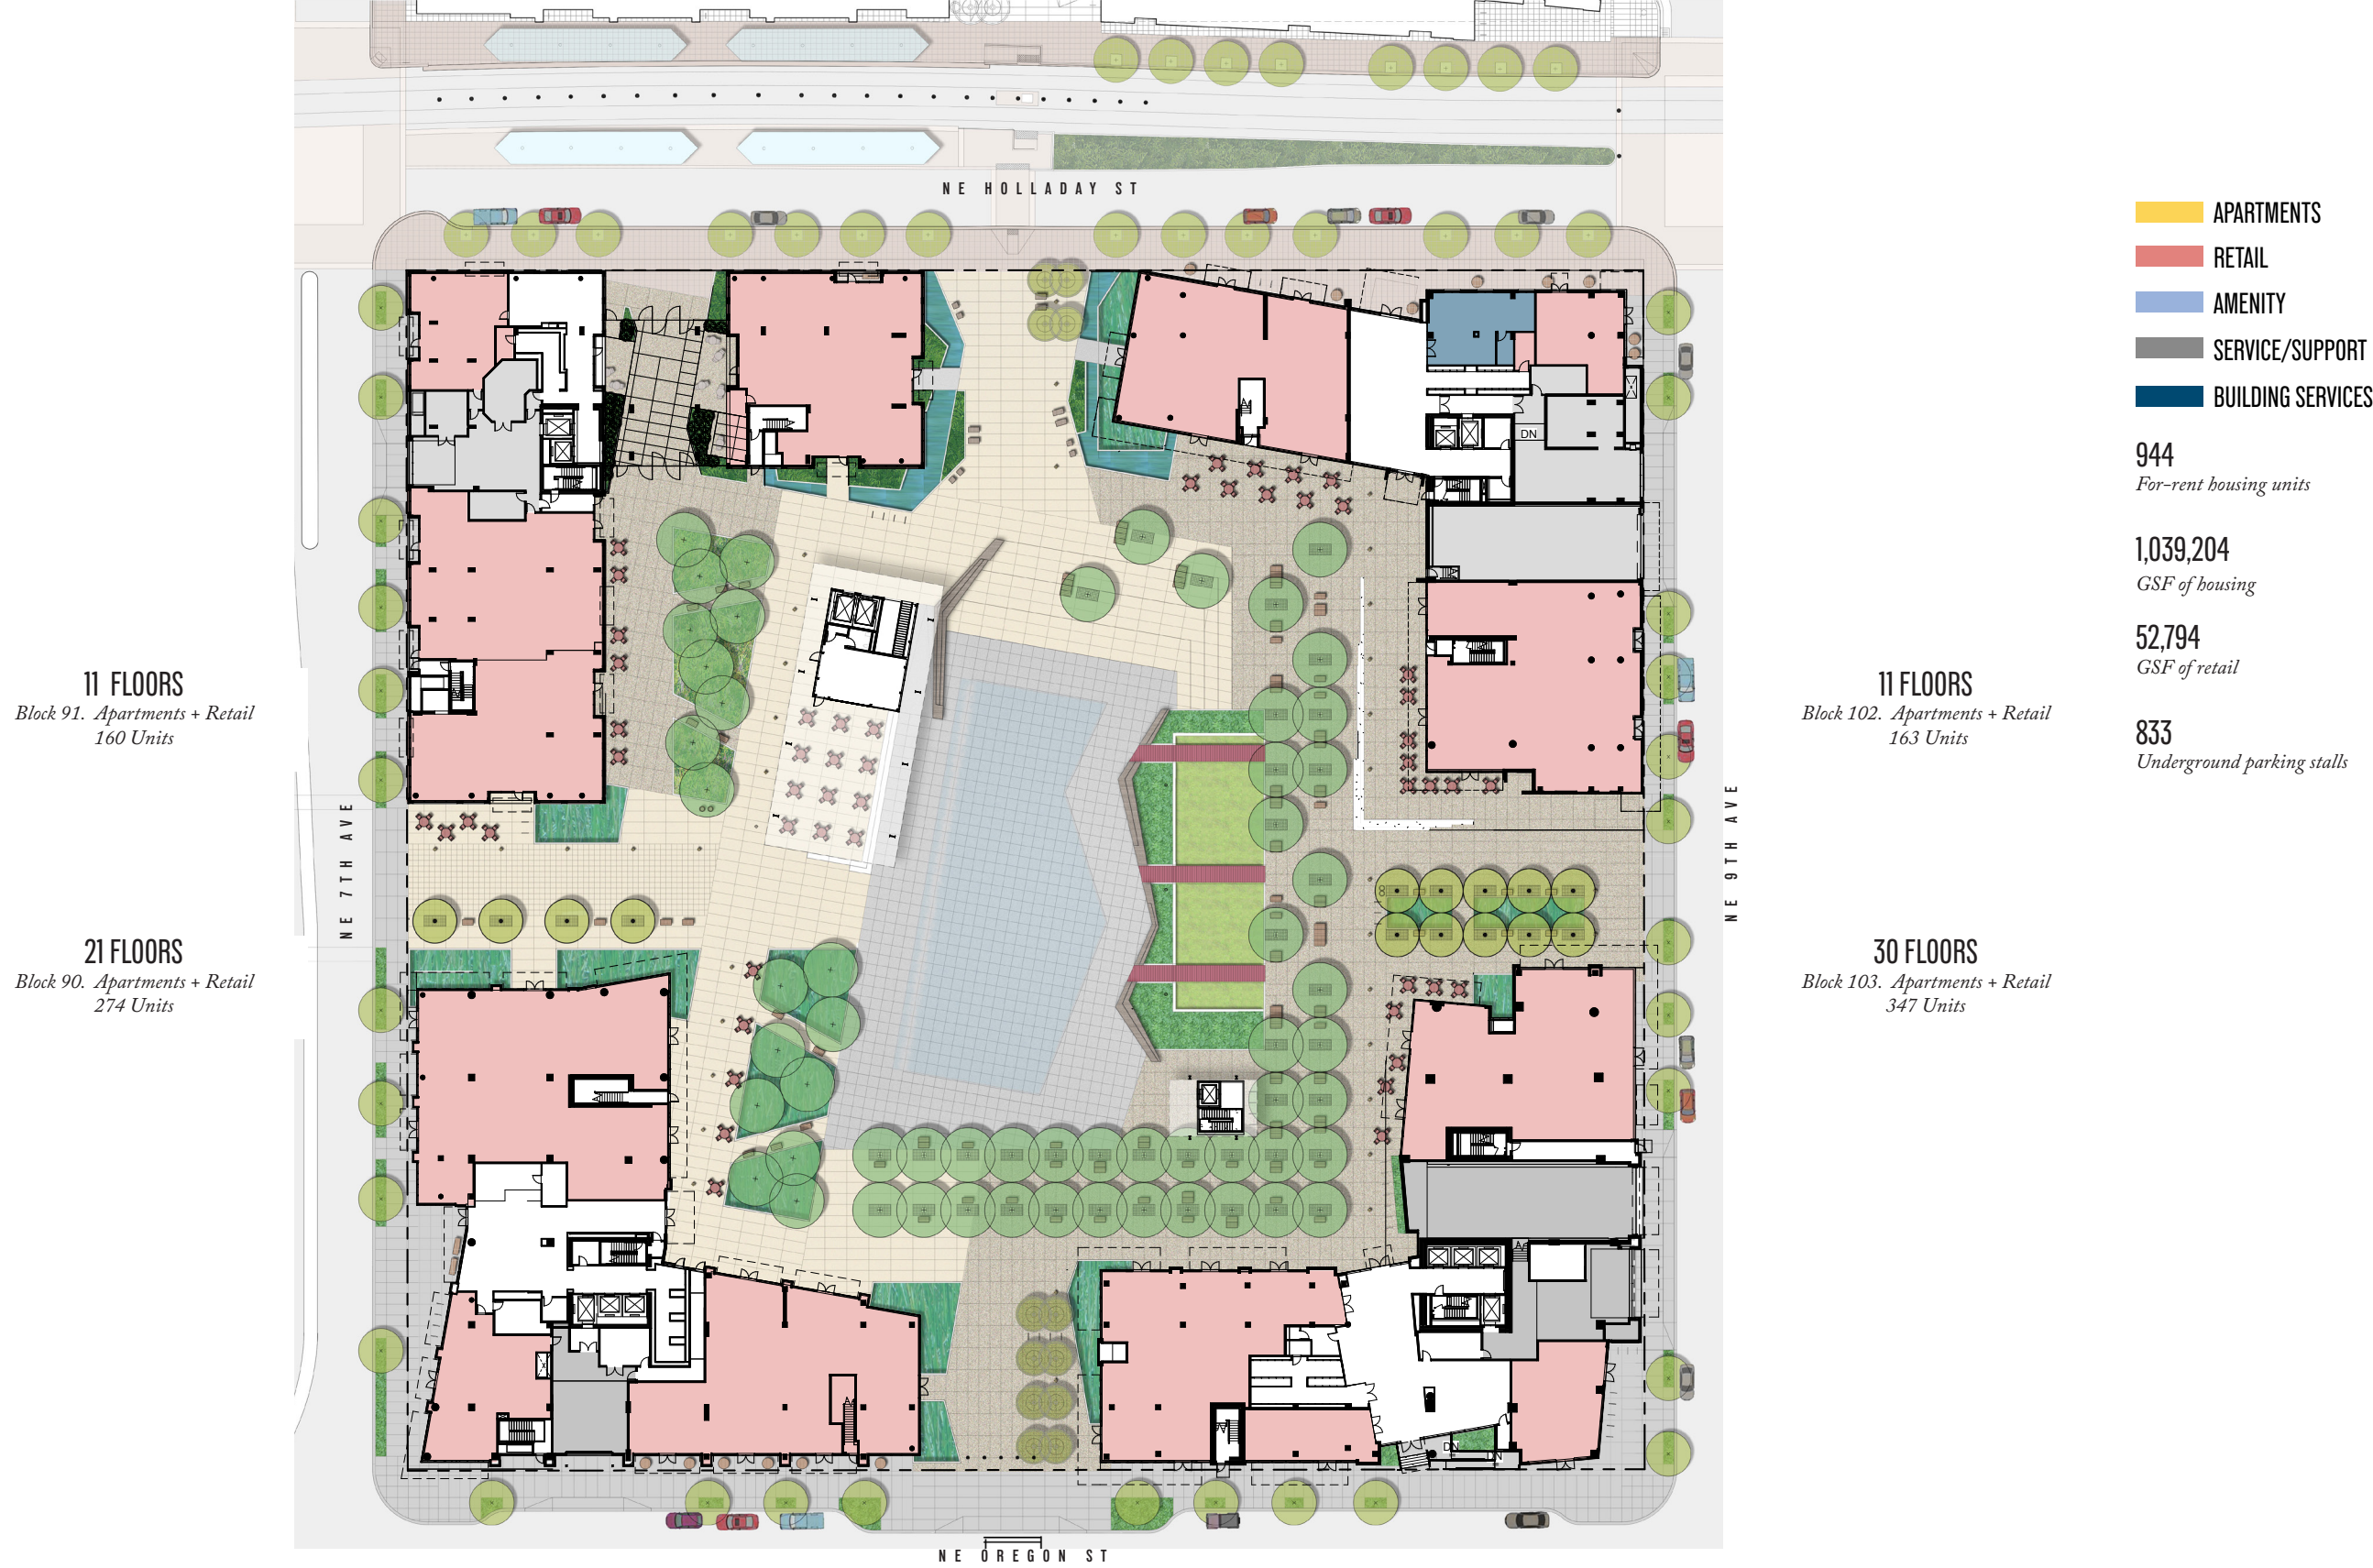 NE HOLLADAY ST
APARTMENTS
RETAIL
AMENITY
SERVICE/SUPPORT
BUILDING SERVICES
944
For-rent housing units
1,039,204
GSF of housing
52,794
GSF of retail
833
Underground parking stalls
DN
11 FLOORS
Block 91. Apartments + Retail
160 Units
11 FLOORS
Block 102. Apartments + Retail
163 Units
NE 7TH AVE
NE 9TH AVE
21 FLOORS
Block 90. Apartments + Retail
274 Units
30 FLOORS
Block 103. Apartments + Retail
347 Units
DN
NE OREGON ST